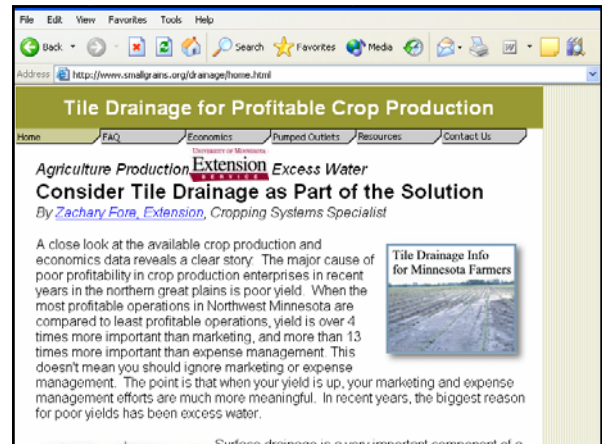 File Edit View Favorites Tools Help
Back Search Favorites Media
Address http://www.smallgrains.org/drainage/home.html
Tile Drainage for Profitable Crop Production
Home FAQ Economics Pumped Outlets Resources Contact Us
UNIVERSITY OF MINNESOTA
Agriculture Production Extension Excess Water
SERVICE
Consider Tile Drainage as Part of the Solution
By Zachary Fore, Extension, Cropping Systems Specialist
A close look at the available crop production and
economics data reveals a clear story: The major cause of
poor profitability in crop production enterprises in recent
years in the northern great plains is poor yield. When the
most profitable operations in Northwest Minnesota are
compared to least profitable operations, yield is over 4
times more important than marketing, and more than 13
times more important than expense management. This
doesn't mean you should ignore marketing or expense
management. The point is that when your yield is up, your marketing and expense
management efforts are much more meaningful. In recent years, the biggest reason
for poor yields has been excess water.
Tile Drainage Info
for Minnesota Farmers
Surface drainage is a very important component of a